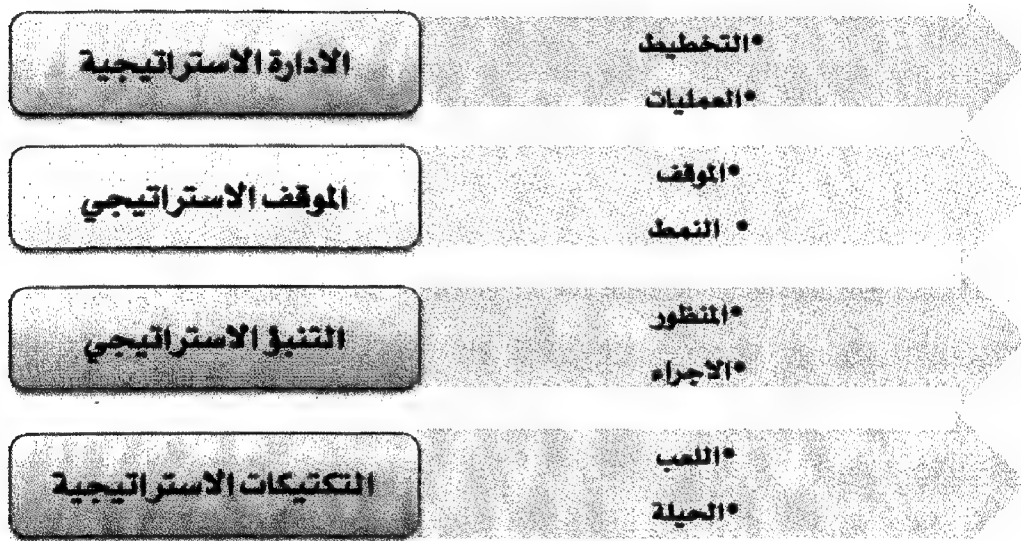 الادارة الاستراتيجية
•التخطيط
•العمليات
الموقف الاستراتيجي
•الموقف
• النمط
التنبؤ الاستراتيجي
•المنظور
•الاجراء
التكتيكات الاستراتيجية
•اللعب
•الحيلة